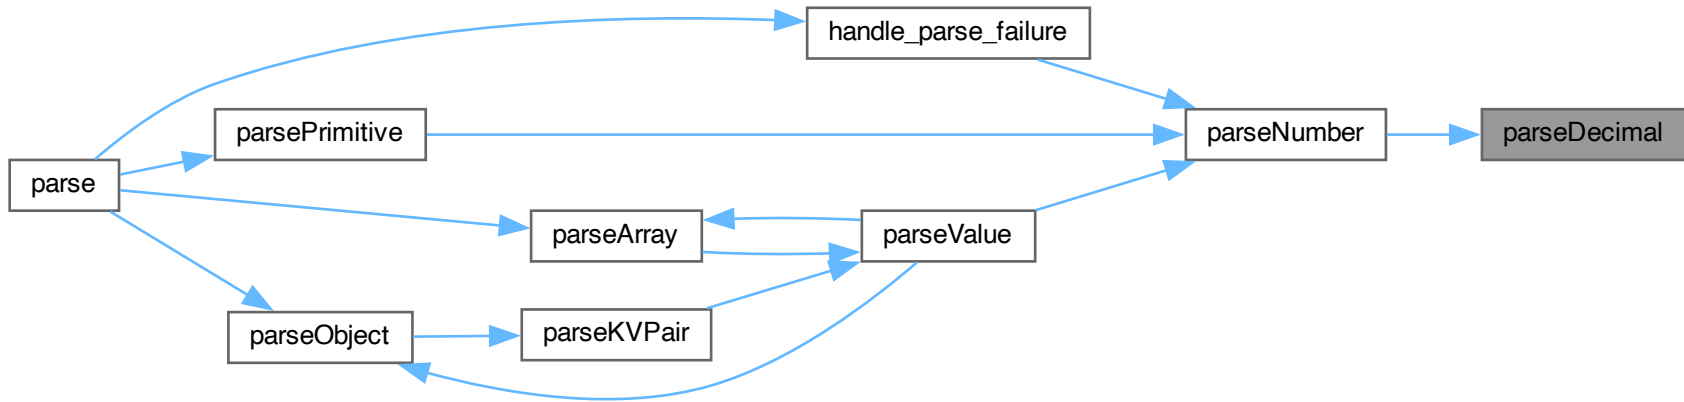 handle_parse_failure
parsePrimitive
parseNumber
parseDecimal
parse
parseArray
parseValue
parseObject
parseKVPair